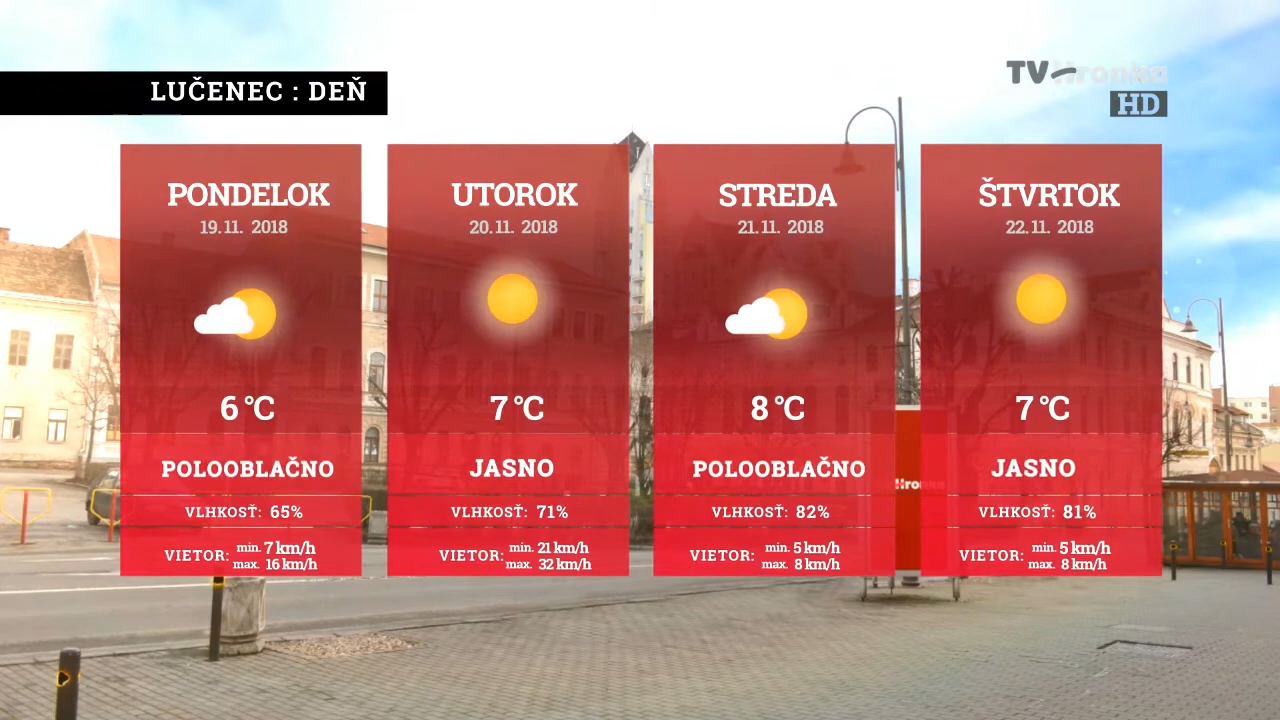 TV Hronka
HD
LUČENEC : DEŇ
PONDELOK
19.11. 2018
6°C
POLOOBLAČNO
VLHKOSŤ: 65%
VIETOR: min. 7 km/h
max. 16 km/h
UTOROK
20.11. 2018
7°C
JASNO
VLHKOSŤ: 71%
VIETOR: min. 21 km/h
max. 32 km/h
STREDA
21.11. 2018
8°C
POLOOBLAČNO
VLHKOSŤ: 82%
VIETOR: min. 5 km/h
max. 8 km/h
ŠTVRTOK
22.11. 2018
7°C
JASNO
VLHKOSŤ: 81%
VIETOR: min. 5 km/h
max. 8 km/h
Hronka